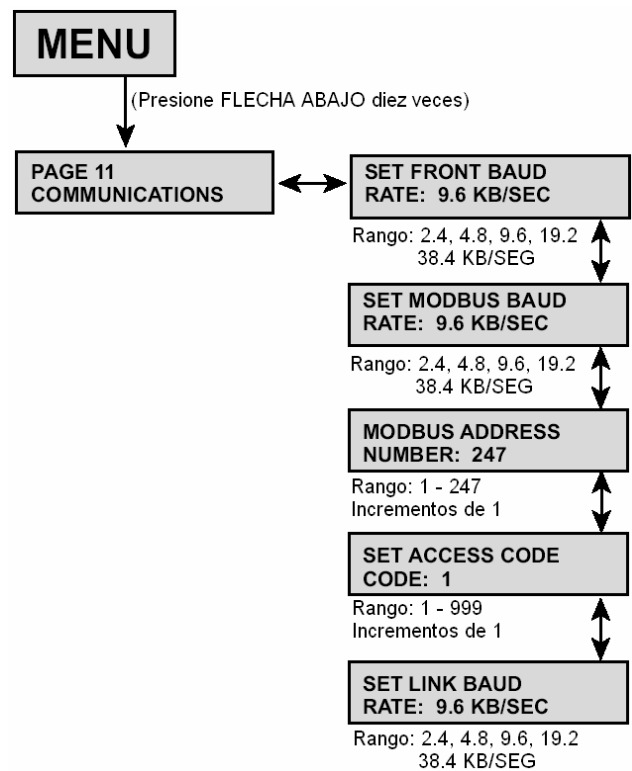 MENU
(Presione FLECHA ABAJO diez veces)
PAGE 11
COMMUNICATIONS
SET FRONT BAUD
RATE: 9.6 KB/SEC
Rango: 2.4, 4.8, 9.6, 19.2
38.4 KB/SEG
SET MODBUS BAUD
RATE: 9.6 KB/SEC
Rango: 2.4, 4.8, 9.6, 19.2
38.4 KB/SEG
MODBUS ADDRESS
NUMBER: 247
Rango: 1 - 247
Incrementos de 1
SET ACCESS CODE
CODE: 1
Rango: 1 - 999
Incrementos de 1
SET LINK BAUD
RATE: 9.6 KB/SEC
Rango: 2.4, 4.8, 9.6, 19.2
38.4 KB/SEG